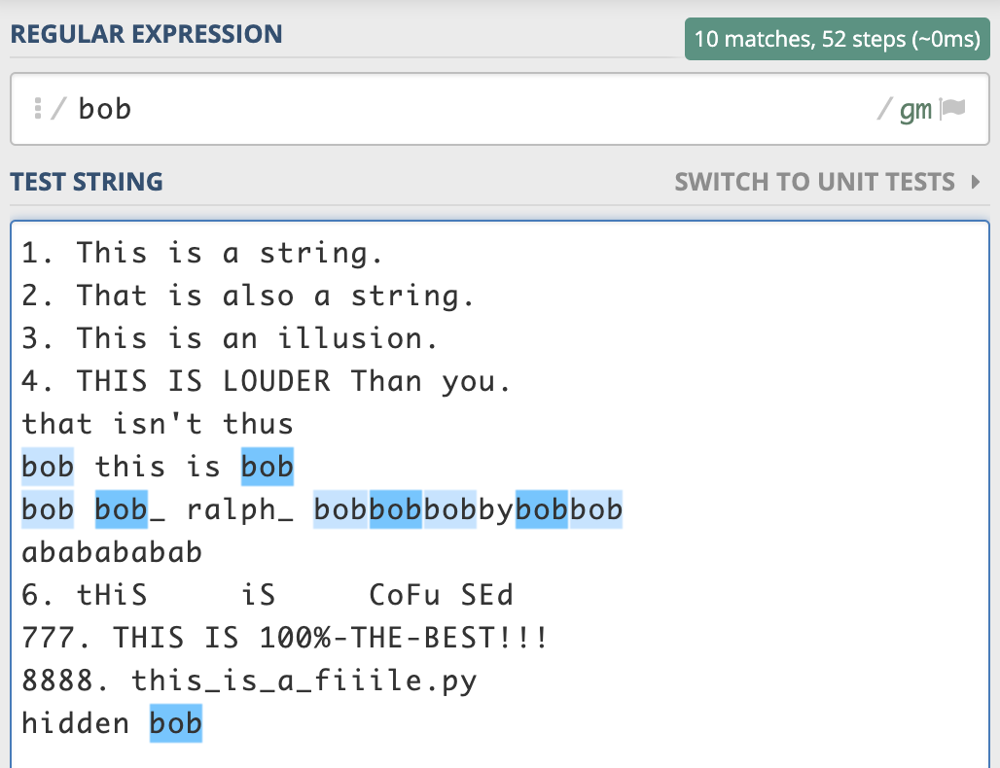 REGULAR EXPRESSION
10 matches, 52 steps (~0ms)
/ bob / gm
TEST STRING
SWITCH TO UNIT TESTS
1. This is a string.
2. That is also a string.
3. This is an illusion.
4. THIS IS LOUDER Than you.
that isn't thus
bob this is bob
bob bob_ ralph_ bobbobbobbybobbob
ababababab
6. tHiS     iS     CoFu SEd
777. THIS IS 100%-THE-BEST!!!
8888. this_is_a_fiiile.py
hidden bob